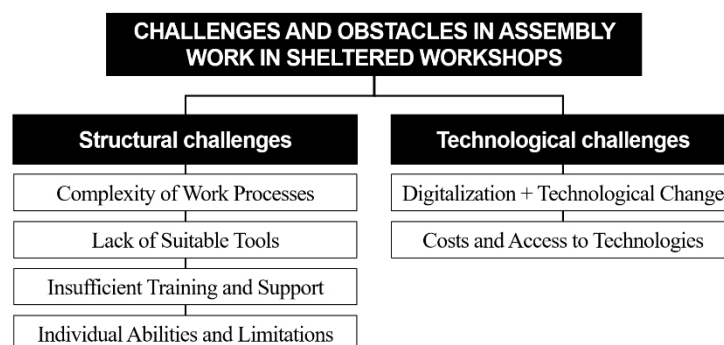 CHALLENGES AND OBSTACLES IN ASSEMBLY
WORK IN SHELTERED WORKSHOPS
Structural challenges
Complexity of Work Processes
Lack of Suitable Tools
Insufficient Training and Support
Individual Abilities and Limitations
Technological challenges
Digitalization + Technological Change
Costs and Access to Technologies